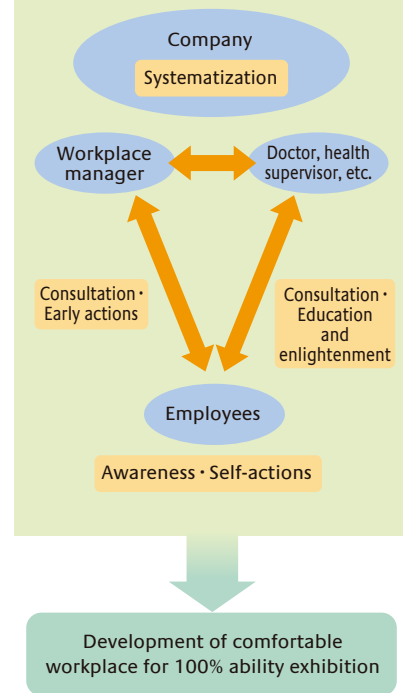 Company
Systematization
Workplace
manager
Doctor, health
supervisor, etc.
Consultation・
Early actions
Consultation・
Education
and
enlightenment
Employees
Awareness・Self-actions
Development of comfortable
workplace for 100% ability exhibition